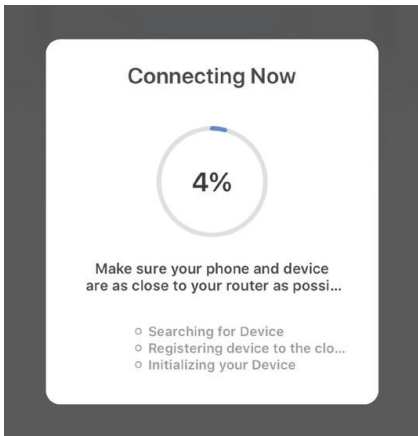 Connecting Now
4%
Make sure your phone and device
are as close to your router as possi...
Searching for Device
Registering device to the clo...
Initializing your Device